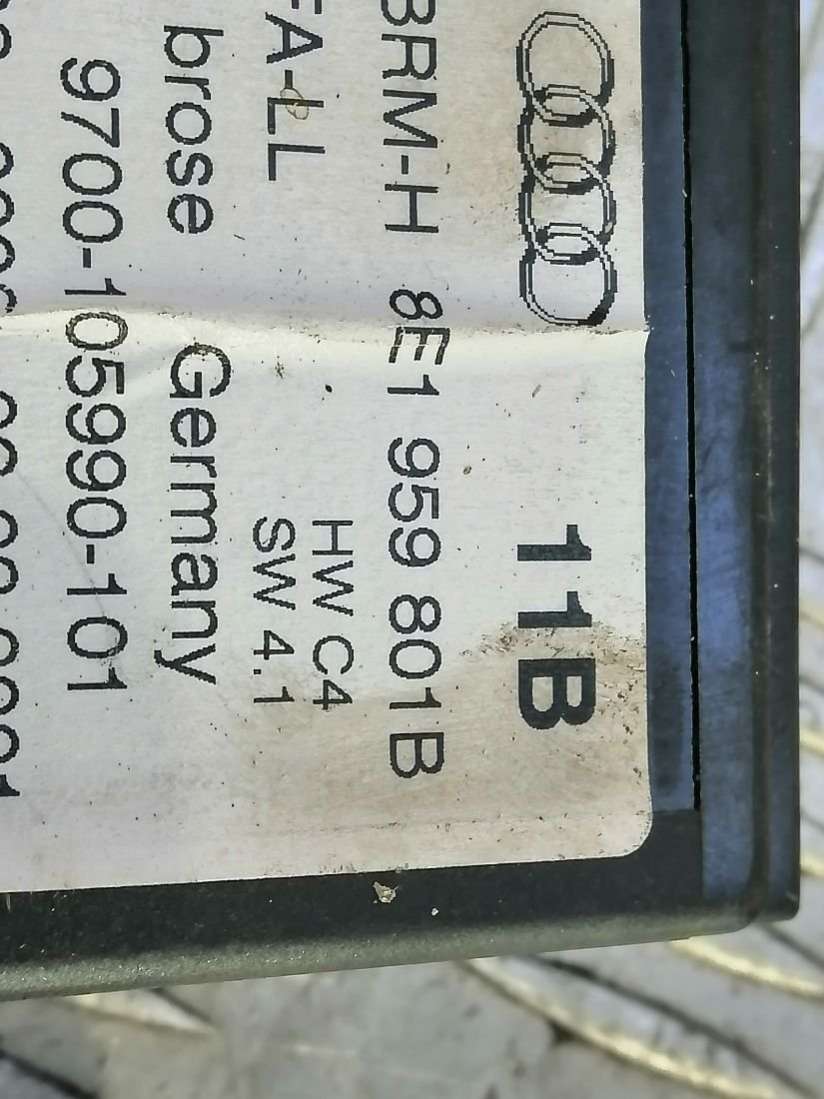 11B
BRM-H 8E1 959 801B
FA-LL HW C4
SW 4.1
brose Germany
9700-105990-101